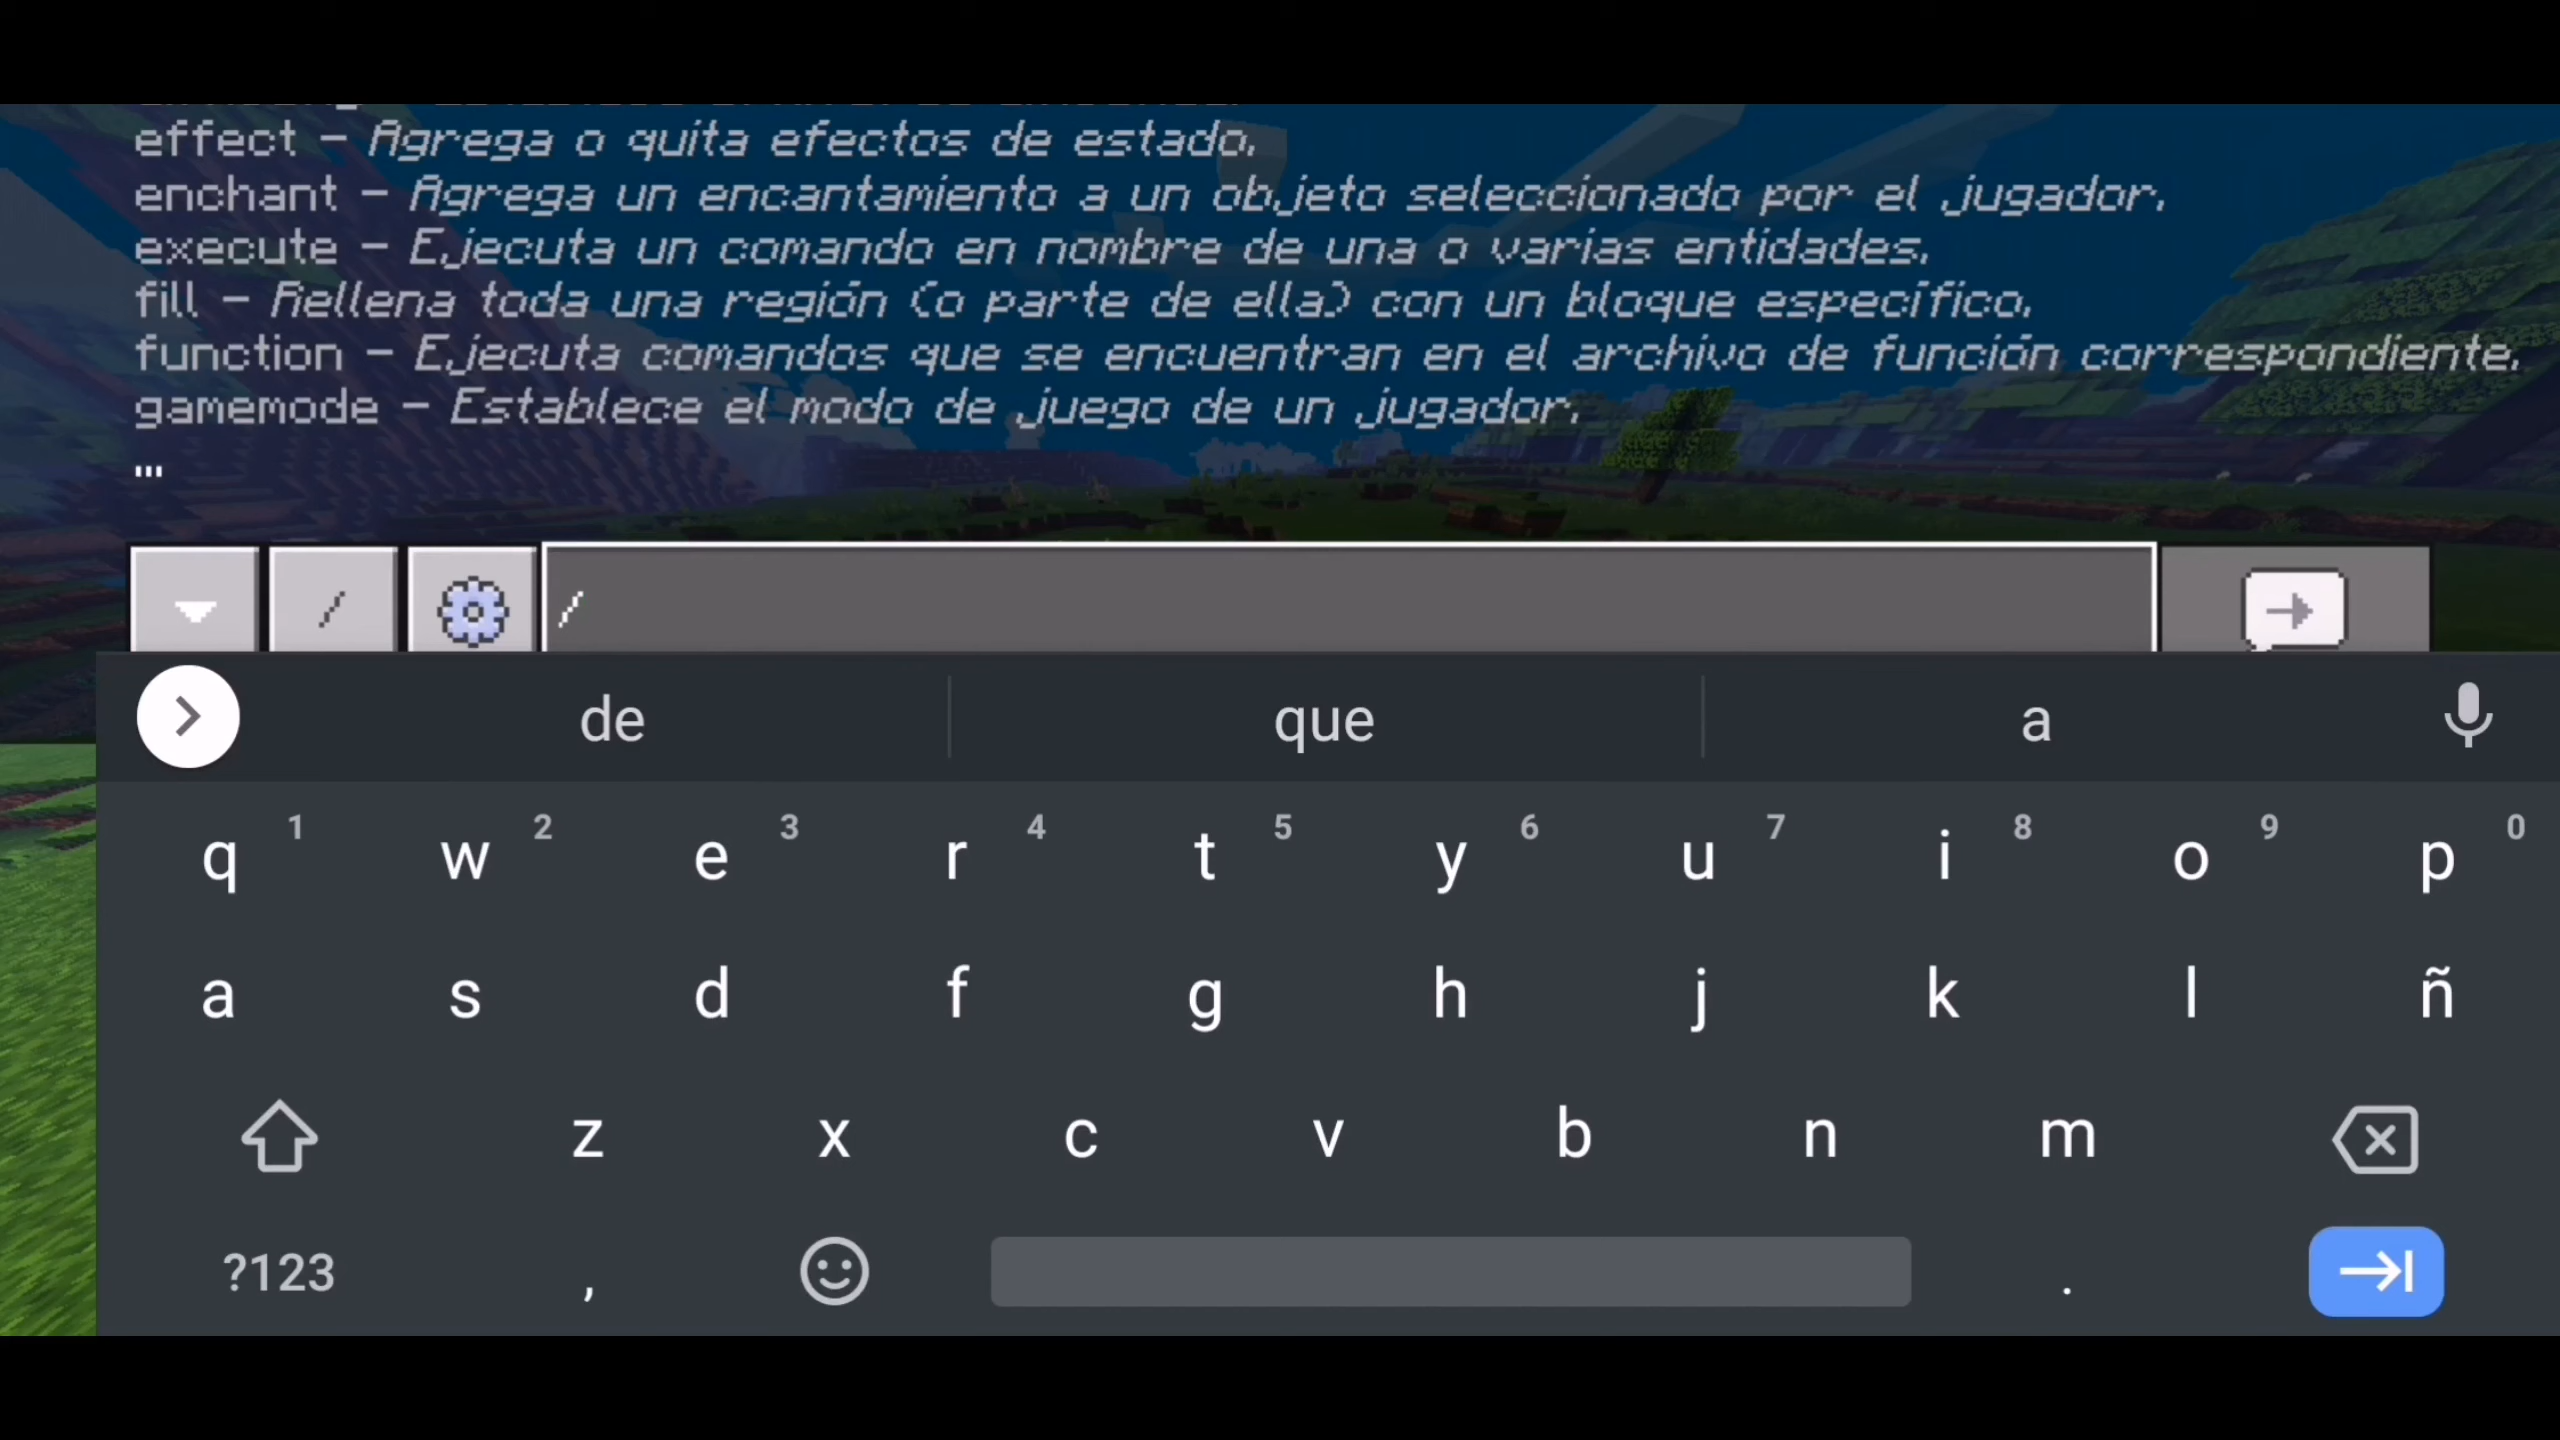 effect - Agrega o quita efectos de estado.
enchant - Agrega un encantamiento a un objeto seleccionado por el jugador.
execute - Ejecuta un comando en nombre de una o varias entidades.
fill - Rellena toda una región (o parte de ella) con un bloque específico.
function - Ejecuta comandos que se encuentran en el archivo de función correspondiente.
gamemode - Establece el modo de juego de un jugador.
...
/ /
de que a
1 2 3 4 5 6 7 8 9 0
q w e r t y u i o p
a s d f g h j k l ñ
z x c v b n m
?123 , .